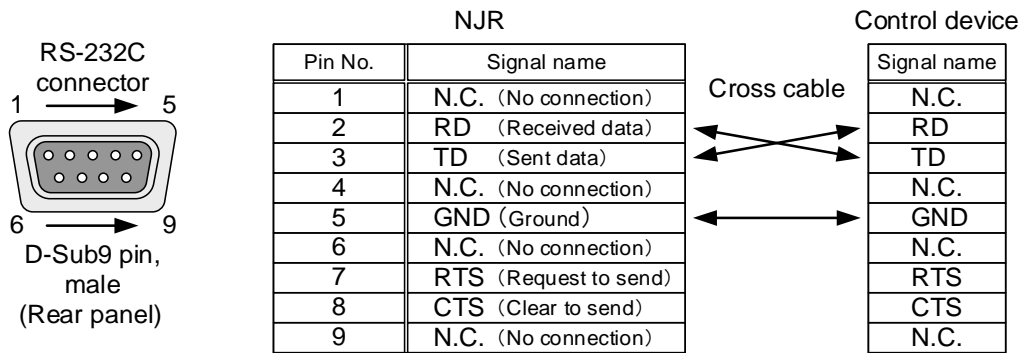 NJR
Control device
RS-232C
connector
1 5
6 9
D-Sub9 pin,
male
(Rear panel)
Pin No. Signal name
1 N.C. (No connection)
2 RD (Received data)
3 TD (Sent data)
4 N.C. (No connection)
5 GND (Ground)
6 N.C. (No connection)
7 RTS (Request to send)
8 CTS (Clear to send)
9 N.C. (No connection)
Cross cable
Signal name
N.C.
RD
TD
N.C.
GND
N.C.
RTS
CTS
N.C.